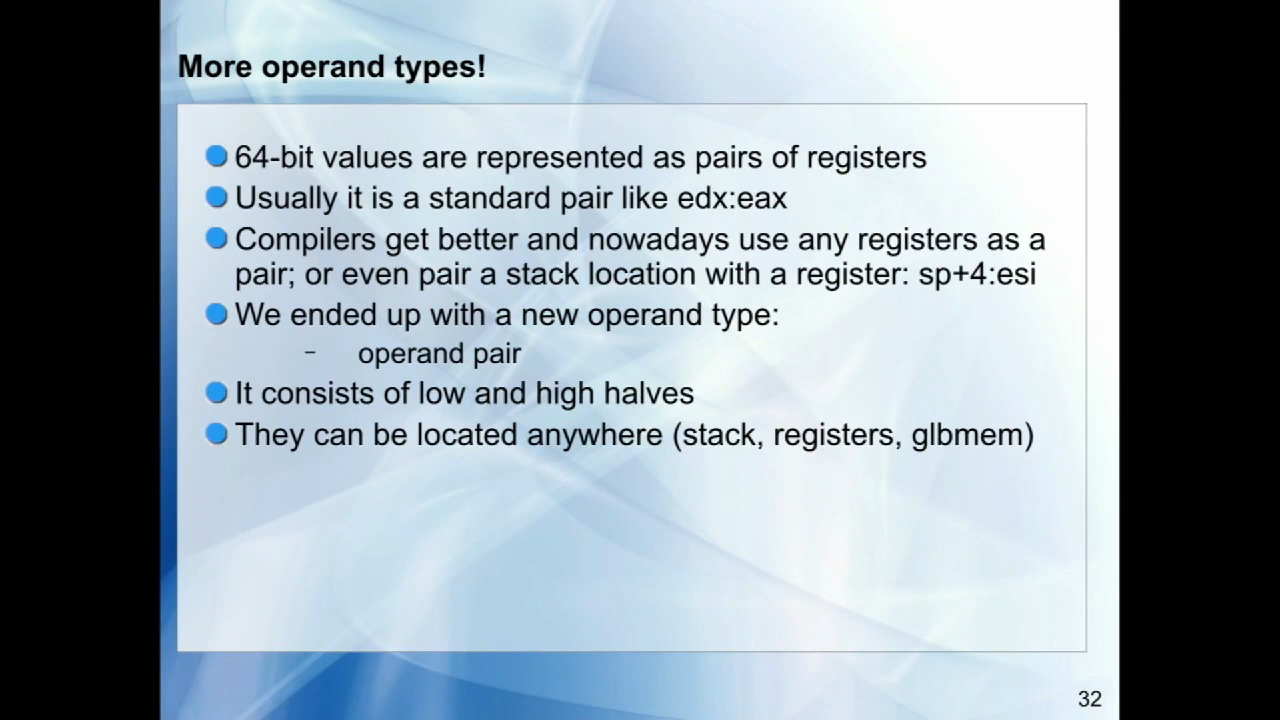 More operand types!
64-bit values are represented as pairs of registers
Usually it is a standard pair like edx:eax
Compilers get better and nowadays use any registers as a
pair; or even pair a stack location with a register: sp+4:esi
We ended up with a new operand type:
– operand pair
It consists of low and high halves
They can be located anywhere (stack, registers, glbmem)
32